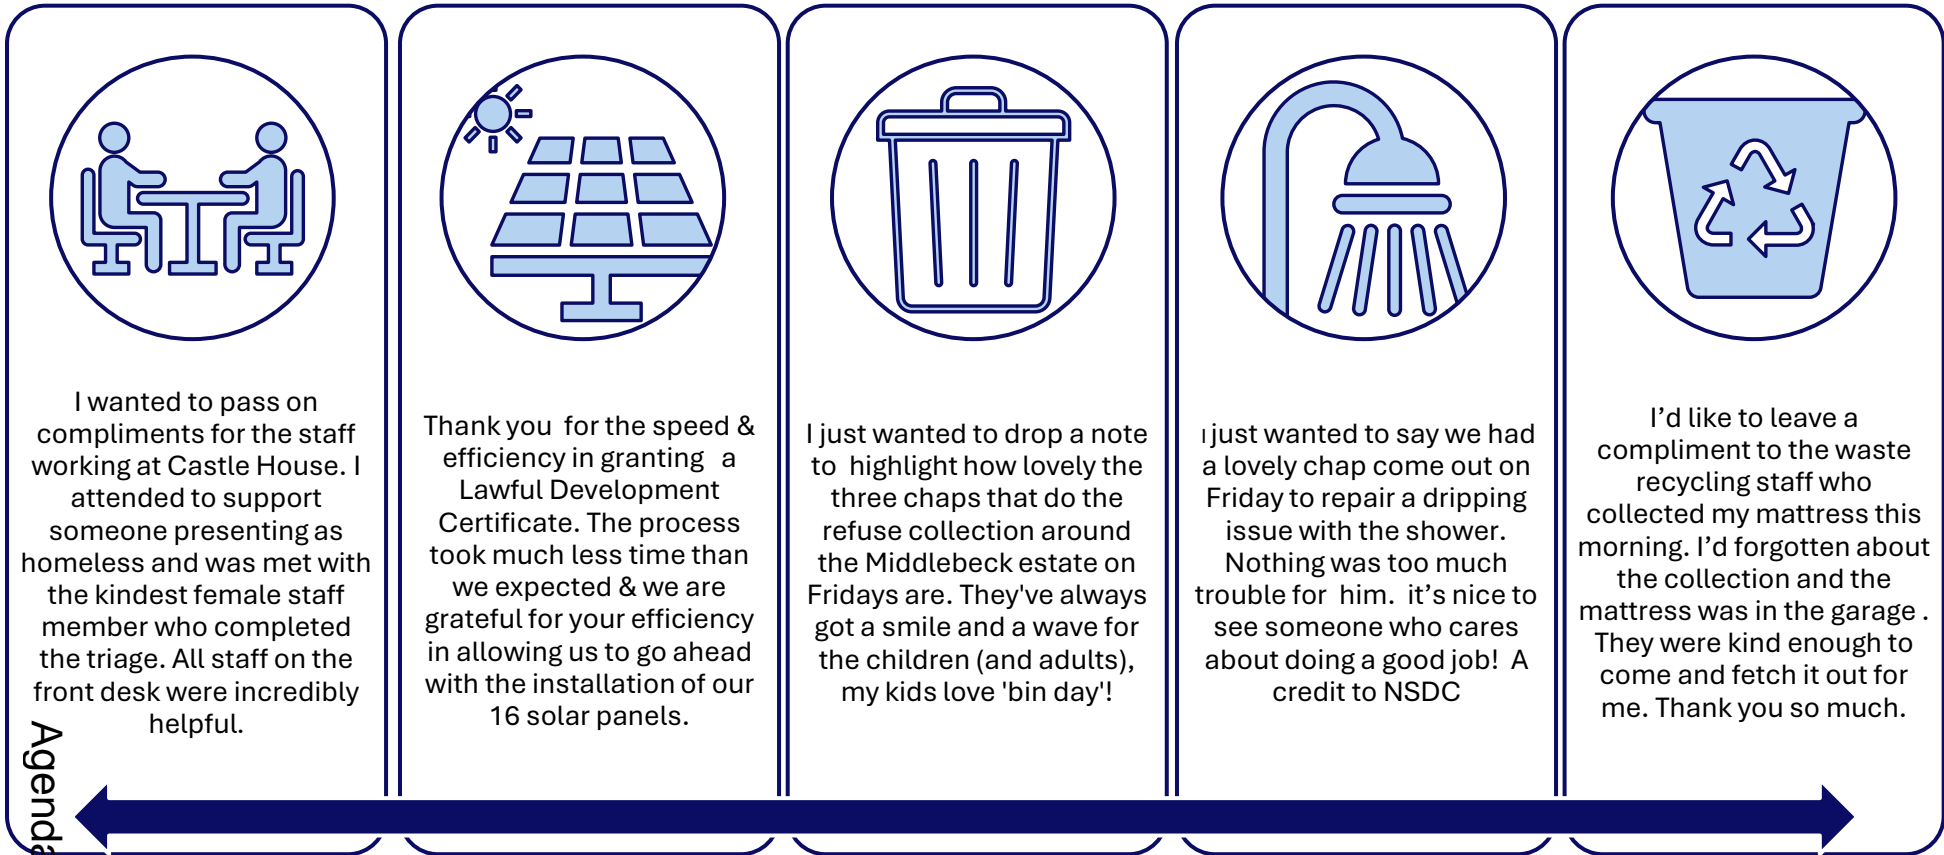 I wanted to pass on
compliments for the staff
working at Castle House. I
attended to support
someone presenting as
homeless and was met with
the kindest female staff
member who completed
the triage. All staff on the
front desk were incredibly
helpful.
Thank you for the speed &
efficiency in granting a
Lawful Development
Certificate. The process
took much less time than
we expected & we are
grateful for your efficiency
in allowing us to go ahead
with the installation of our
16 solar panels.
I just wanted to drop a note
to highlight how lovely the
three chaps that do the
refuse collection around
the Middlebeck estate on
Fridays are. They've always
got a smile and a wave for
the children (and adults),
my kids love 'bin day'!
I just wanted to say we had
a lovely chap come out on
Friday to repair a dripping
issue with the shower.
Nothing was too much
trouble for him. it’s nice to
see someone who cares
about doing a good job! A
credit to NSDC
I’d like to leave a
compliment to the waste
recycling staff who
collected my mattress this
morning. I’d forgotten about
the collection and the
mattress was in the garage .
They were kind enough to
come and fetch it out for
me. Thank you so much.
Agenda